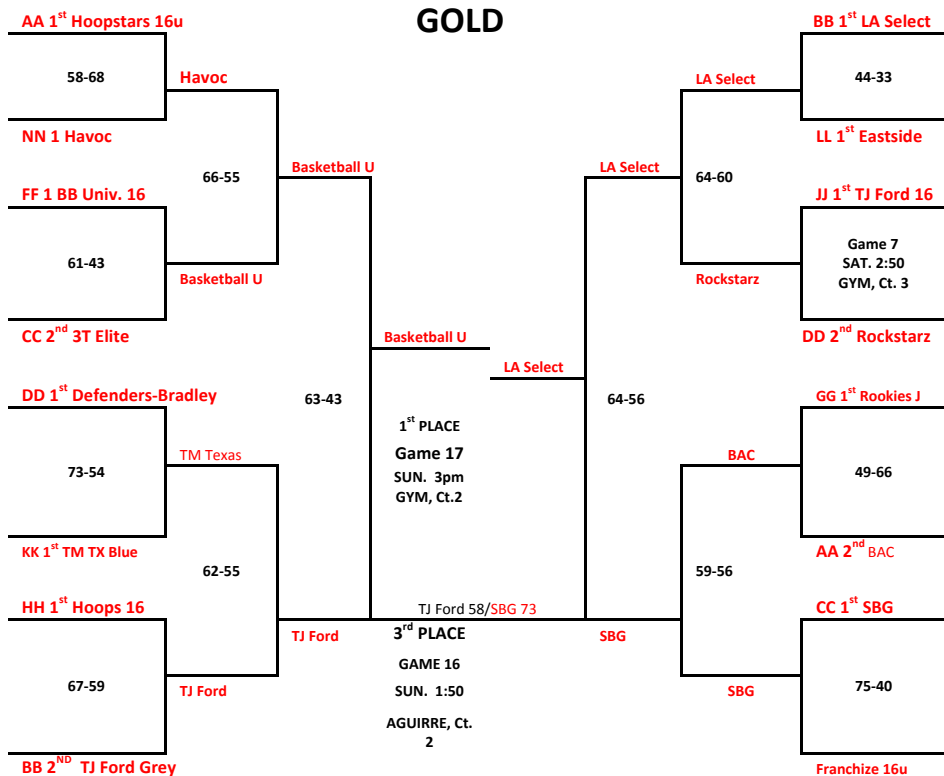 GOLD
AA 1st Hoopstars 16u
58-68
Havoc
NN 1 Havoc
66-55
Basketball U
FF 1 BB Univ. 16
61-43
Basketball U
CC 2nd 3T Elite
63-43
Basketball U
DD 1st Defenders-Bradley
73-54
TM Texas
KK 1st TM TX Blue
62-55
TJ Ford
HH 1st Hoops 16
67-59
TJ Ford
BB 2ND TJ Ford Grey
LA Select
1st PLACE
Game 17
SUN. 3pm
GYM, Ct.2
TJ Ford 58/SBG 73
3rd PLACE
GAME 16
SUN. 1:50
AGUIRRE, Ct.
2
BB 1st LA Select
LA Select
44-33
LL 1st Eastside
LA Select
64-60
JJ 1st TJ Ford 16
Game 7
SAT. 2:50
GYM, Ct. 3
Rockstarz
DD 2nd Rockstarz
64-56
GG 1st Rookies J
BAC
49-66
AA 2nd BAC
59-56
CC 1st SBG
SBG
SBG
75-40
Franchize 16u